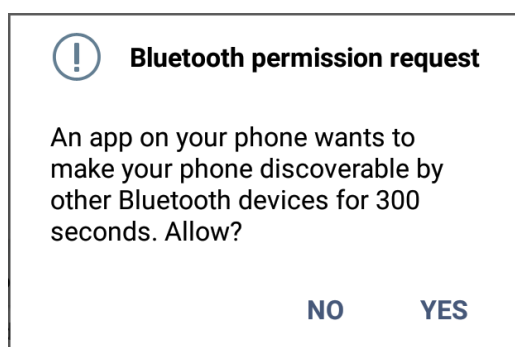 Bluetooth permission request
An app on your phone wants to
make your phone discoverable by
other Bluetooth devices for 300
seconds. Allow?
NO YES